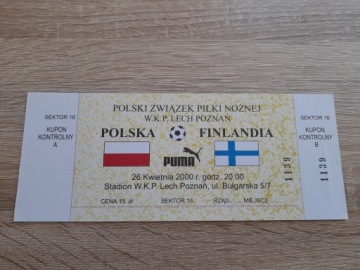 POLSKI ZWIĄZEK PIŁKI NOŻNEJ
W.K.P. LECH POZNAŃ
POLSKA FINLANDIA
PUMA
26 Kwietnia 2000 r. godz. 20.00
Stadion W.K.P. Lech Poznań, ul. Bułgarska 5/7
CENA 15 zł SEKTOR 16 RZĄD MIEJSCE
SEKTOR 16
KUPON
KONTROLNY
A
SEKTOR 16
KUPON
KONTROLNY
B
1139
1139